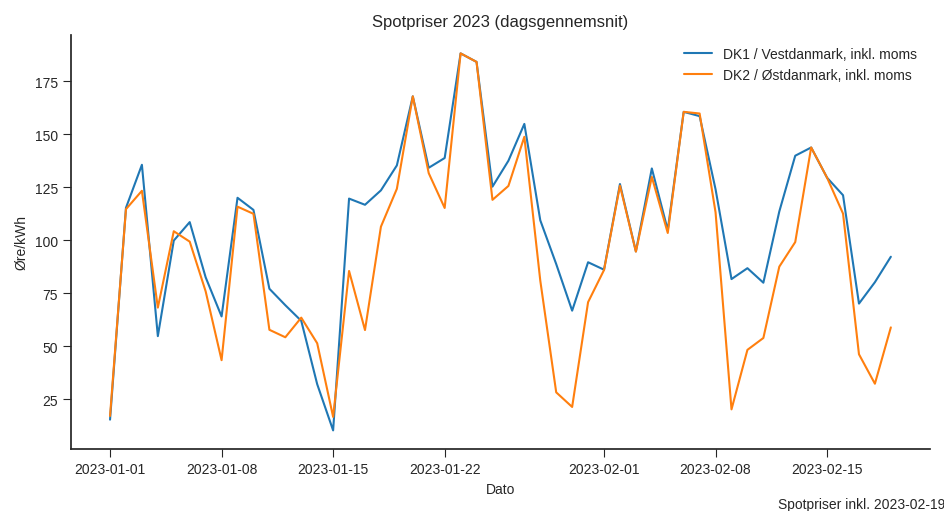 Spotpriser 2023 (dagsgennemsnit)
DK1 / Vestdanmark, inkl. moms
DK2 / Østdanmark, inkl. moms
175
150
125
100
75
50
25
Øre/kWh
2023-01-01
2023-01-08
2023-01-15
2023-01-22
2023-02-01
2023-02-08
2023-02-15
Dato
Spotpriser inkl. 2023-02-19